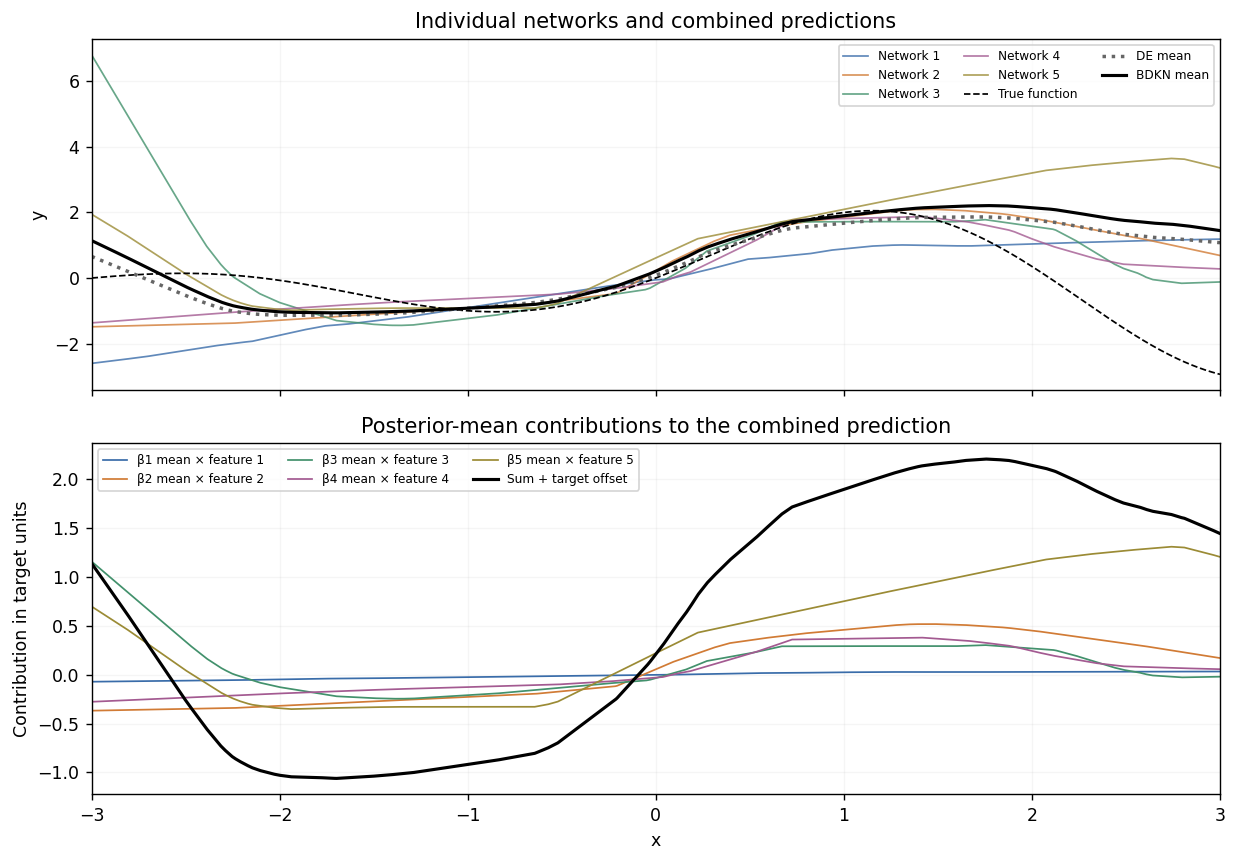 Individual networks and combined predictions
Network 1
Network 2
Network 3
Network 4
Network 5
True function
DE mean
BDKN mean
6
4
2
0
−2
y
Posterior-mean contributions to the combined prediction
β1 mean × feature 1
β2 mean × feature 2
β3 mean × feature 3
β4 mean × feature 4
β5 mean × feature 5
Sum + target offset
2.0
1.5
1.0
0.5
0.0
−0.5
−1.0
Contribution in target units
−3
−2
−1
0
1
2
3
x